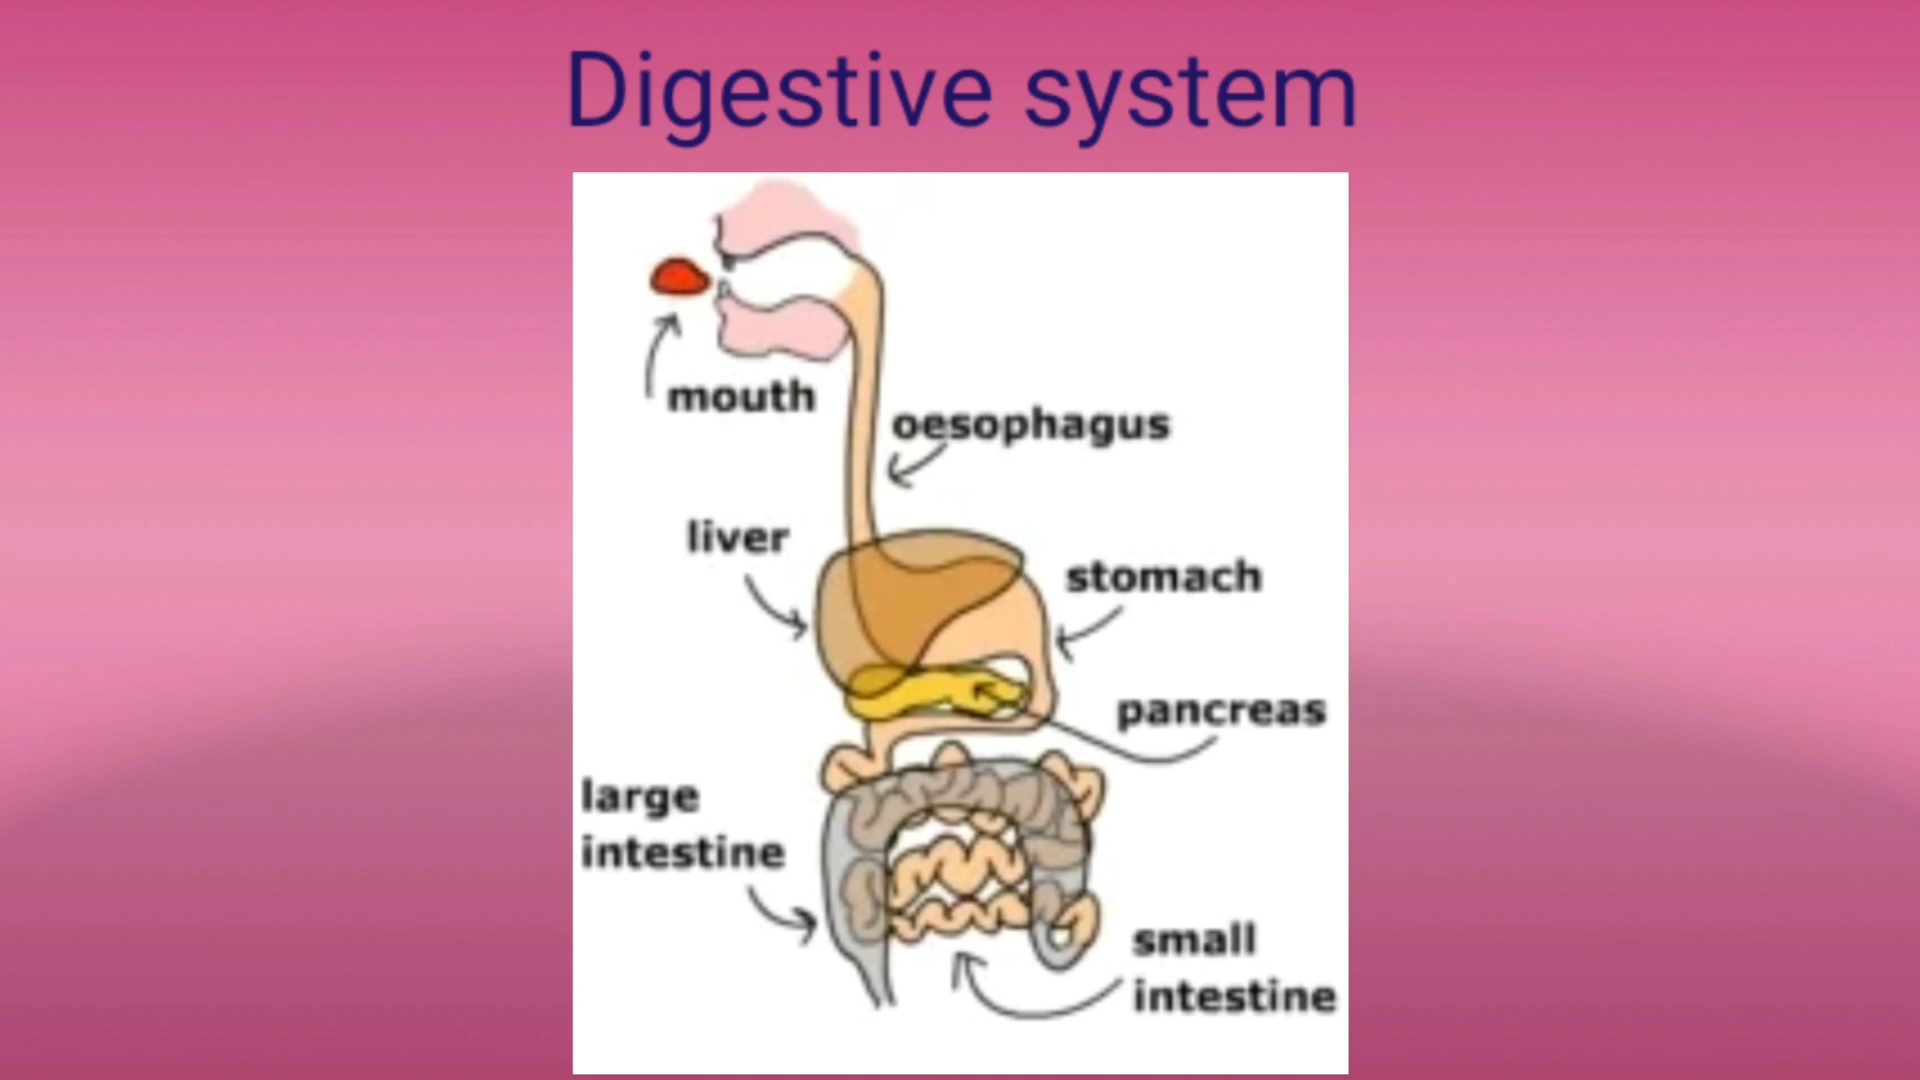 Digestive system
mouth
oesophagus
liver
stomach
pancreas
large
intestine
small
intestine